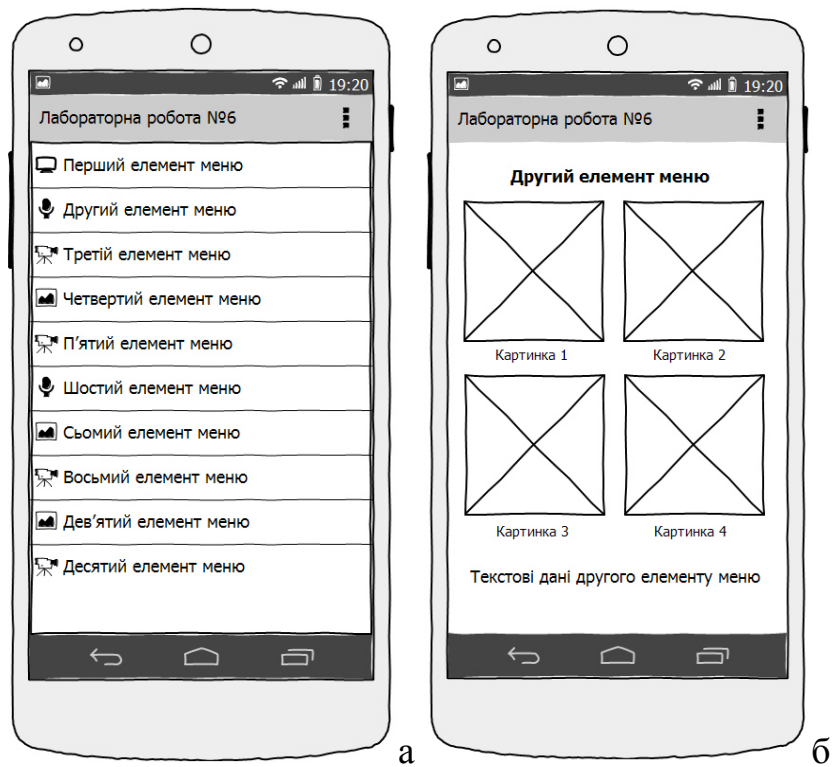 19:20
Лабораторна робота №6
Перший елемент меню
Другий елемент меню
Третій елемент меню
Четвертий елемент меню
П’ятий елемент меню
Шостий елемент меню
Сьомий елемент меню
Восьмий елемент меню
Дев’ятий елемент меню
Десятий елемент меню
а
19:20
Лабораторна робота №6
Другий елемент меню
Картинка 1 Картинка 2
Картинка 3 Картинка 4
Текстові дані другого елементу меню
б